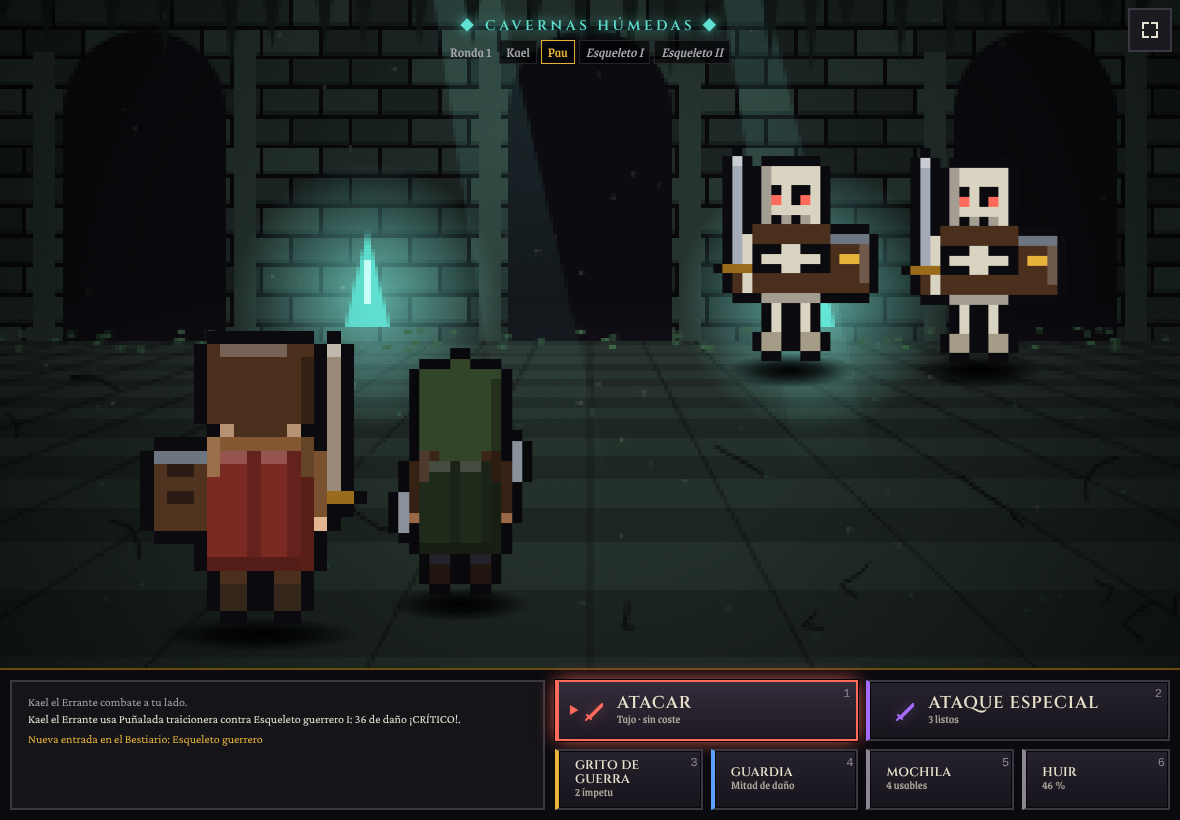 CAVERNAS HÚMEDAS
Ronda 1 Kael Pau Esqueleto I Esqueleto II
Kael el Errante combate a tu lado.
Kael el Errante usa Puñalada traicionera contra Esqueleto guerrero I: 36 de daño ¡CRÍTICO!.
Nueva entrada en el Bestiario: Esqueleto guerrero
ATACAR 1
Tajo · sin coste
ATAQUE ESPECIAL 2
3 listos
GRITO DE GUERRA 3
2 ímpetu
GUARDIA 4
Mitad de daño
MOCHILA 5
4 usables
HUIR 6
46 %